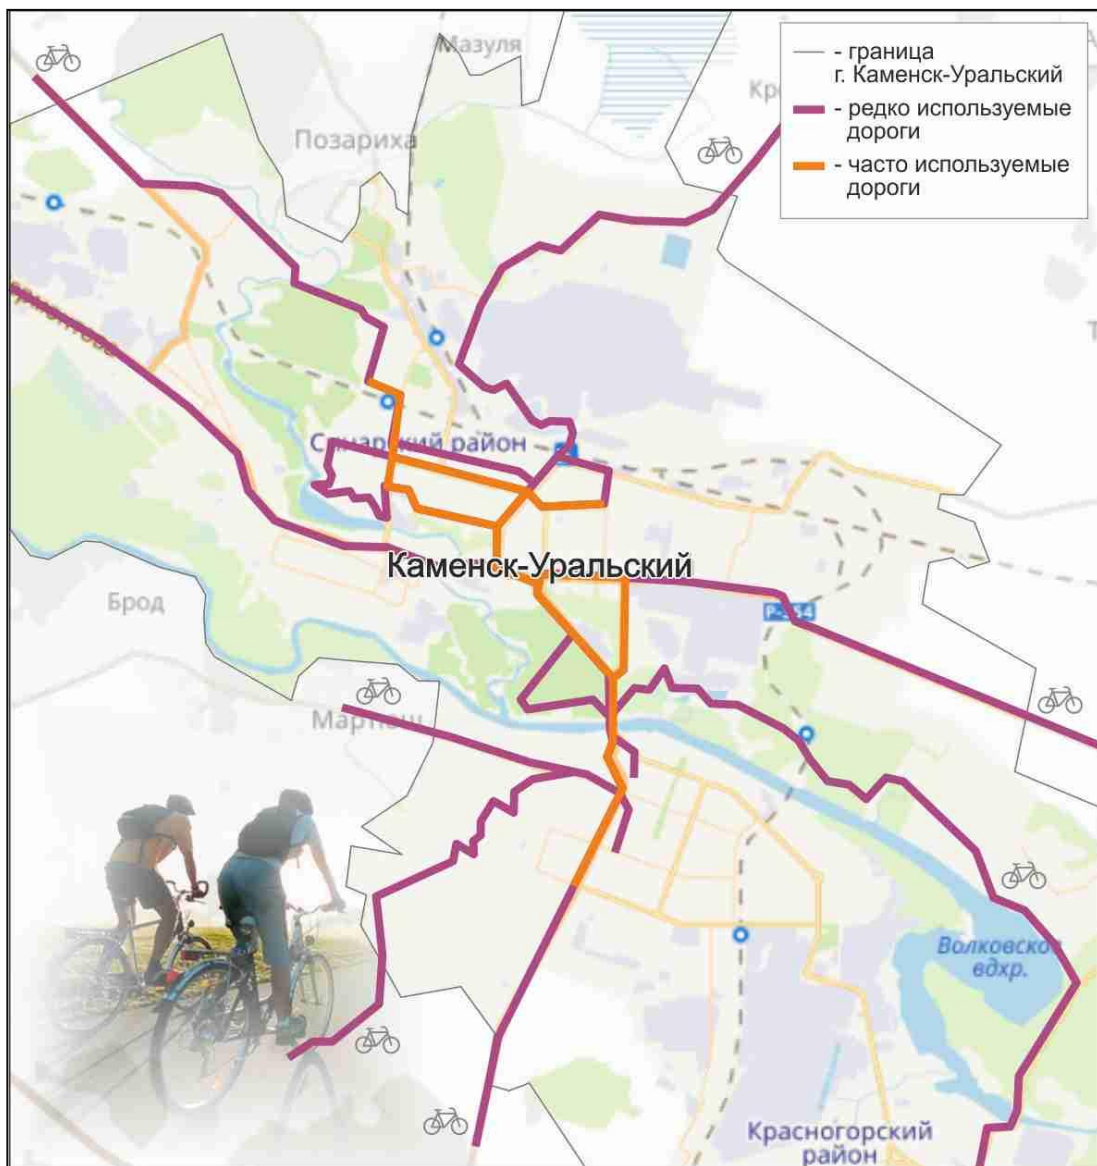 Мазуля
- граница
г. Каменск-Уральский
- редко используемые
дороги
- часто используемые
дороги
Позариха
район
Каменск-Уральский
Брод
Волковское
вдхр.
Красногорский
район